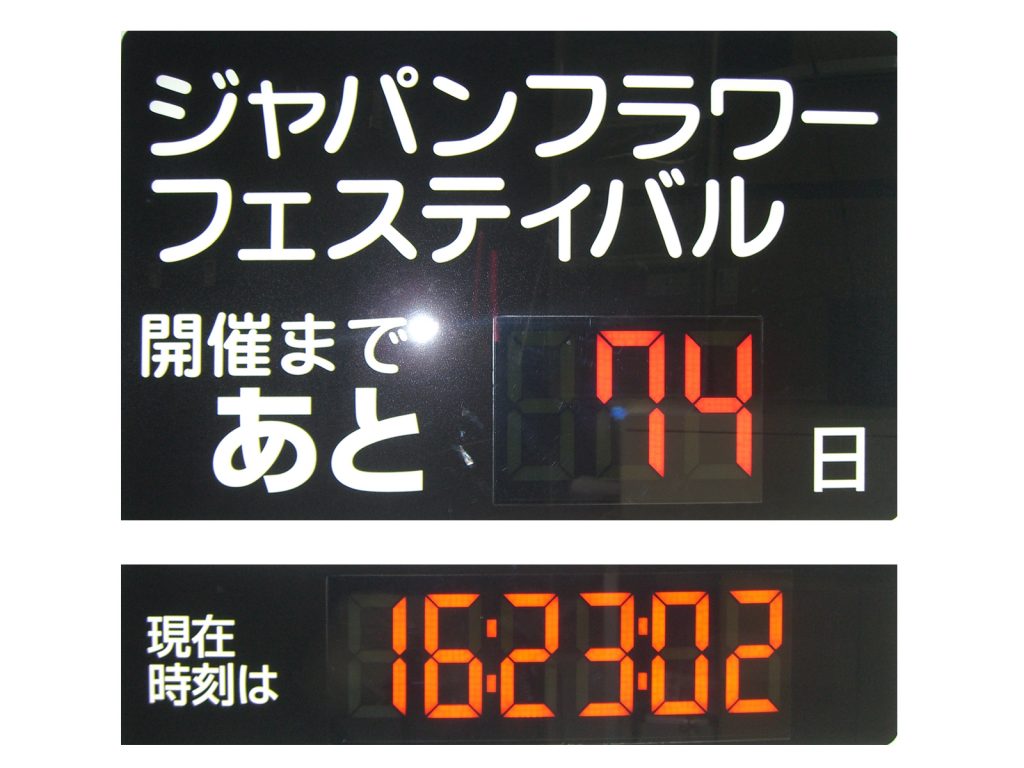 ジャパンフラワー
フェスティバル
開催まで
あと 74 日
現在
時刻は
16:23:02